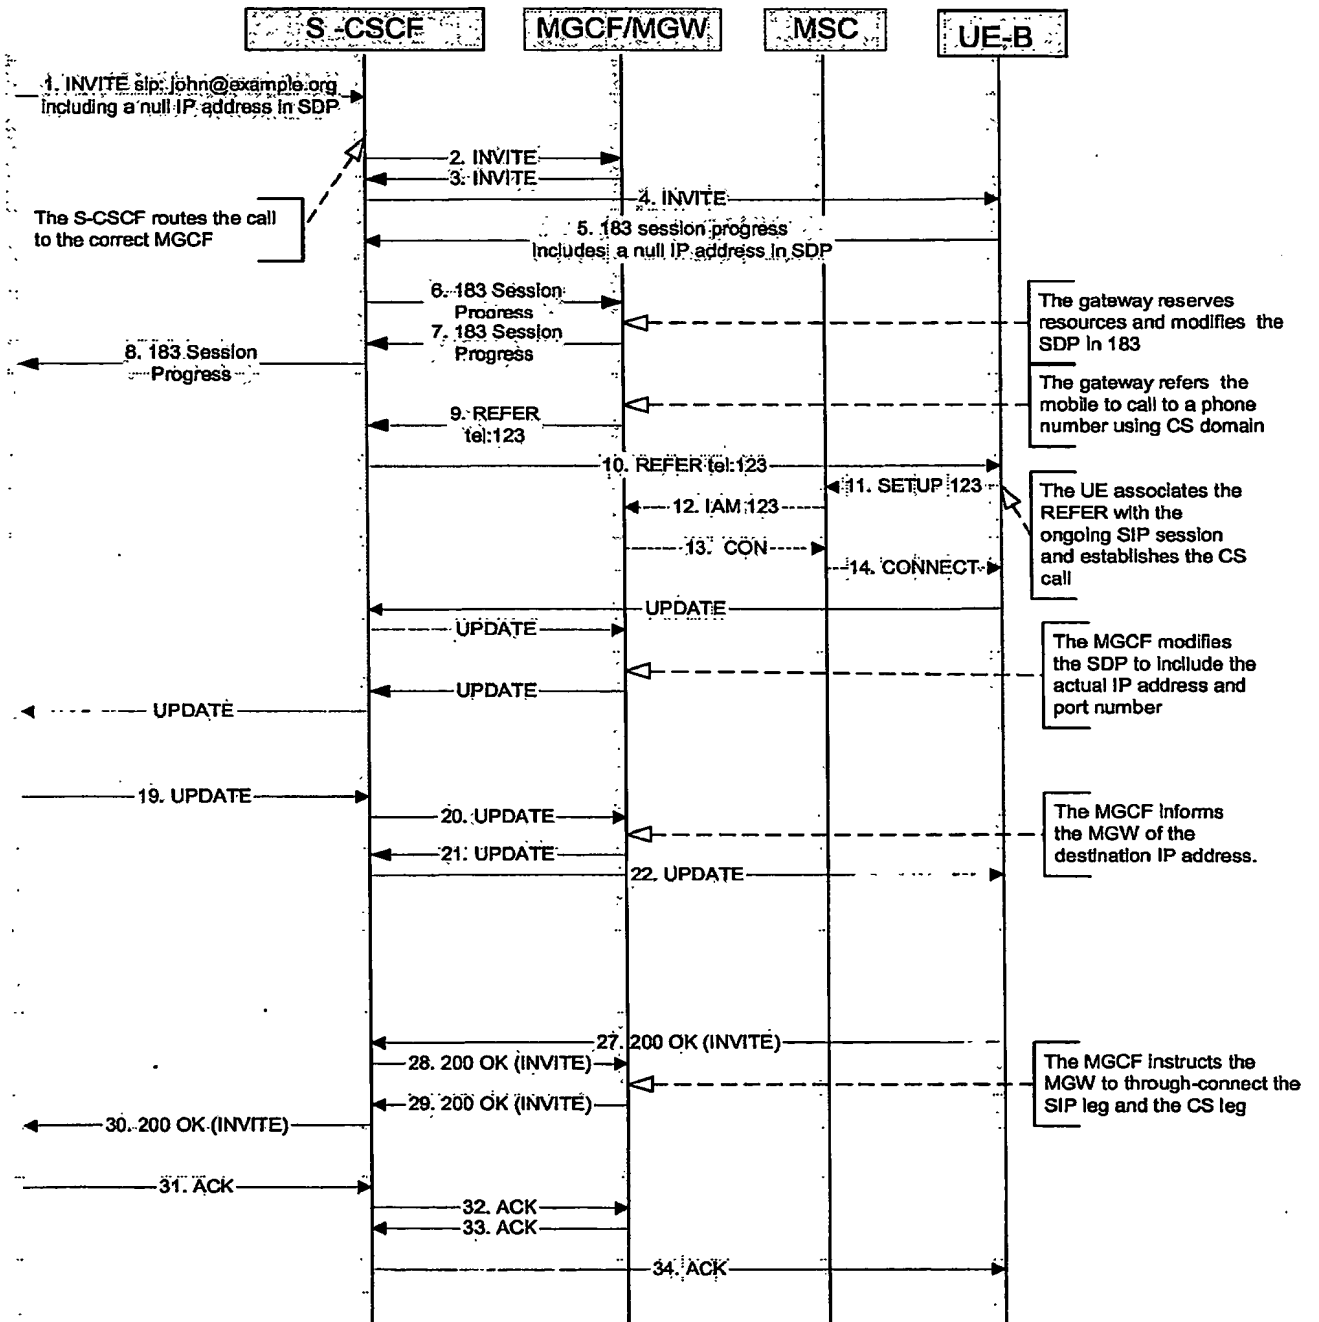 S-CSCF
MGCF/MGW
MSC
UE-B
1. INVITE sip: john@example.org
including a null IP address in SDP
2. INVITE
3. INVITE
4. INVITE
The S-CSCF routes the call
to the correct MGCF
5. 183 session progress
includes a null IP address in SDP
6. 183 Session
Progress
7. 183 Session
Progress
8. 183 Session
Progress
The gateway reserves
resources and modifies the
SDP in 183
The gateway refers the
mobile to call to a phone
number using CS domain
9. REFER
tel:123
10. REFER tel:123
11. SETUP 123
12. IAM 123
13. CON
14. CONNECT
The UE associates the
REFER with the
ongoing SIP session
and establishes the CS
call
UPDATE
UPDATE
The MGCF modifies
the SDP to include the
actual IP address and
port number
UPDATE
UPDATE
19. UPDATE
20. UPDATE
21. UPDATE
22. UPDATE
The MGCF informs
the MGW of the
destination IP address.
27. 200 OK (INVITE)
28. 200 OK (INVITE)
29. 200 OK (INVITE)
30. 200 OK (INVITE)
The MGCF instructs the
MGW to through-connect the
SIP leg and the CS leg
31. ACK
32. ACK
33. ACK
34. ACK